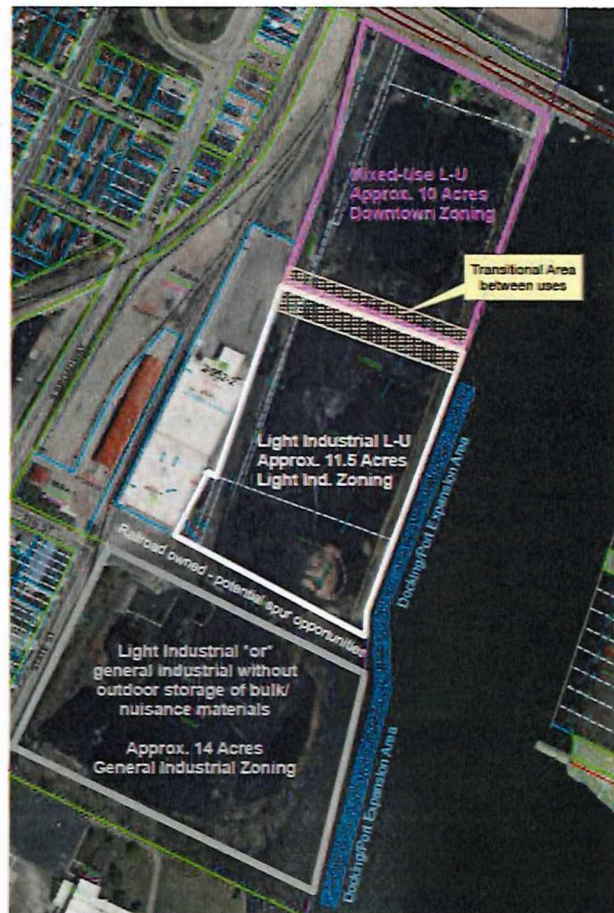 Mixed-Use L-U
Approx. 10 Acres
Downtown Zoning
Transitional Area
between uses
Light Industrial L-U
Approx. 11.5 Acres
Light Ind. Zoning
Docking/Port Expansion Area
Railroad owned - potential spur opportunities
Light Industrial "or"
general industrial without
outdoor storage of bulk/
nuisance materials
Approx. 14 Acres
General Industrial Zoning
STATE ST
Docking/Port Expansion Area